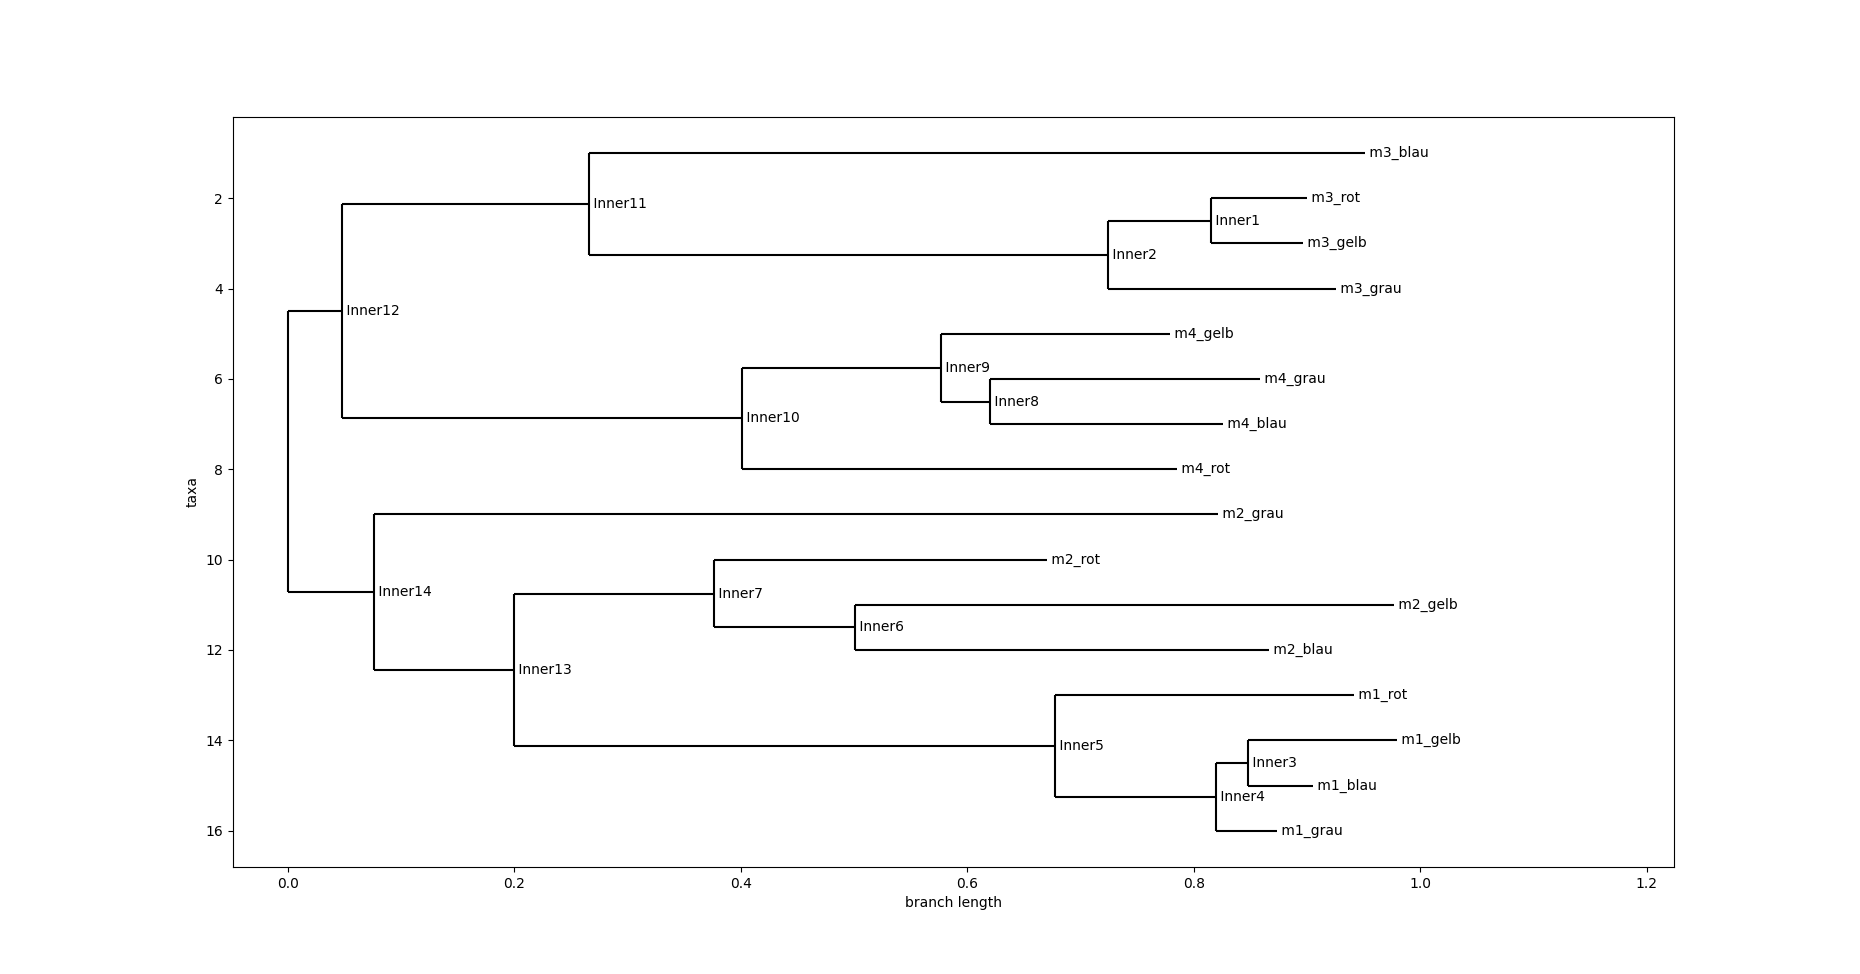 m3_blau
2
m3_rot
Inner11
Inner1
m3_gelb
Inner2
4
m3_grau
Inner12
m4_gelb
Inner9
6
m4_grau
Inner8
Inner10
m4_blau
8
m4_rot
taxa
m2_grau
10
m2_rot
Inner14
Inner7
m2_gelb
Inner6
12
m2_blau
Inner13
m1_rot
14
m1_gelb
Inner5
Inner3
m1_blau
Inner4
16
m1_grau
0.0 0.2 0.4 0.6 0.8 1.0 1.2
branch length